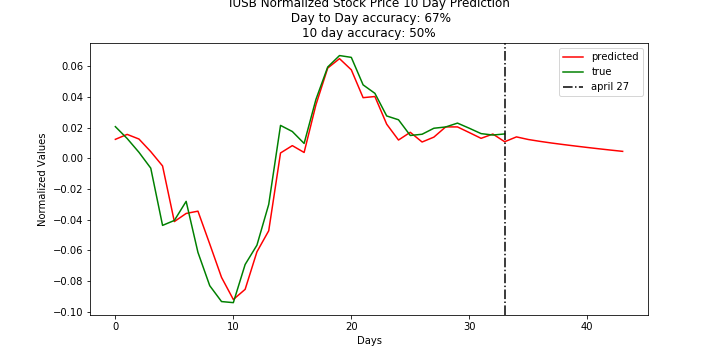 IUSB Normalized Stock Price 10 Day Prediction
Day to Day accuracy: 67%
10 day accuracy: 50%
predicted
true
april 27
Normalized Values
0.06
0.04
0.02
0.00
−0.02
−0.04
−0.06
−0.08
−0.10
0 10 20 30 40
Days